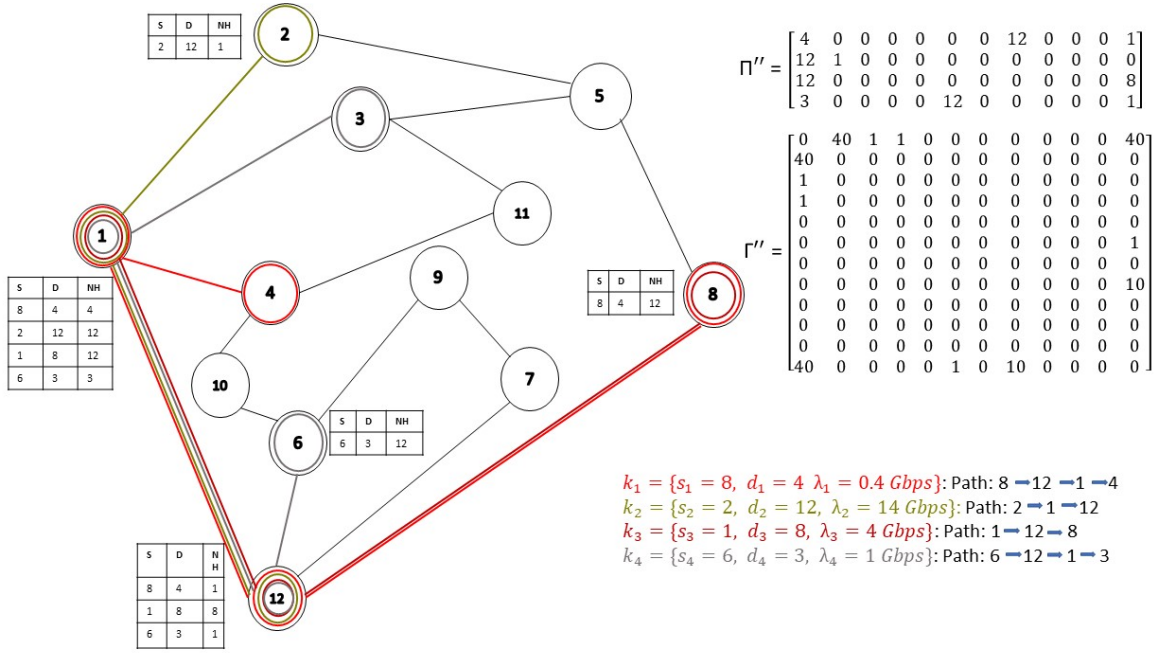 S D NH
2 12 1
2
5
3
11
1
4
9
8
10
7
6
12
S D NH
8 4 4
2 12 12
1 8 12
6 3 3
S D NH
8 4 12
S D NH
6 3 12
S D NH
8 4 1
1 8 8
6 3 1
Π′′ =
4 0 0 0 0 0 0 12 0 0 0 1
12 1 0 0 0 0 0 0 0 0 0 0
12 0 0 0 0 0 0 0 0 0 0 8
3 0 0 0 0 12 0 0 0 0 0 1
Γ′′ =
0 40 1 1 0 0 0 0 0 0 0 40
40 0 0 0 0 0 0 0 0 0 0 0
1 0 0 0 0 0 0 0 0 0 0 0
1 0 0 0 0 0 0 0 0 0 0 0
0 0 0 0 0 0 0 0 0 0 0 0
0 0 0 0 0 0 0 0 0 0 0 1
0 0 0 0 0 0 0 0 0 0 0 0
0 0 0 0 0 0 0 0 0 0 0 10
0 0 0 0 0 0 0 0 0 0 0 0
0 0 0 0 0 0 0 0 0 0 0 0
0 0 0 0 0 0 0 0 0 0 0 0
40 0 0 0 0 1 0 10 0 0 0 0
k₁ = {s₁ = 8, d₁ = 4 λ₁ = 0.4 Gbps}: Path: 8 → 12 → 1 → 4
k₂ = {s₂ = 2, d₂ = 12, λ₂ = 14 Gbps}: Path: 2 → 1 → 12
k₃ = {s₃ = 1, d₃ = 8, λ₃ = 4 Gbps}: Path: 1 → 12 → 8
k₄ = {s₄ = 6, d₄ = 3, λ₄ = 1 Gbps}: Path: 6 → 12 → 1 → 3